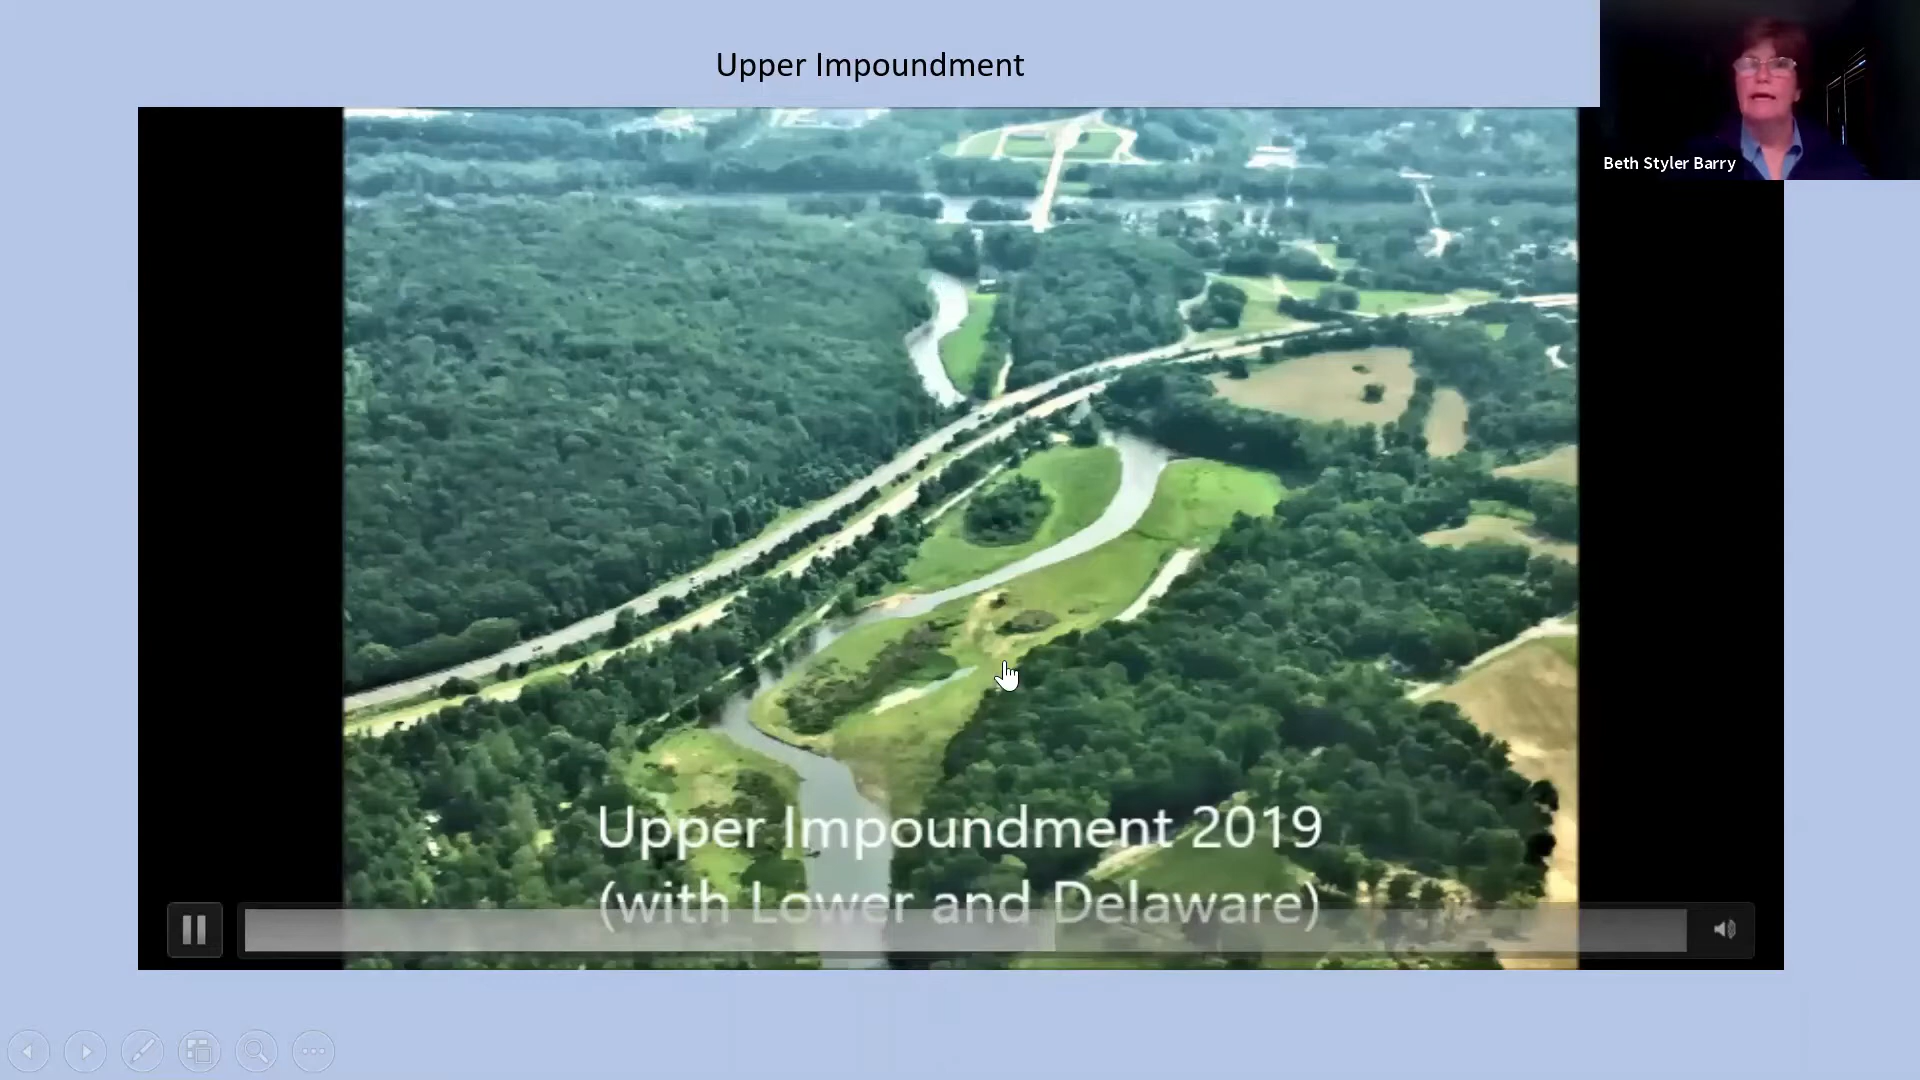 Upper Impoundment
Beth Styler Barry
Upper Impoundment 2019
(with Lower and Delaware)